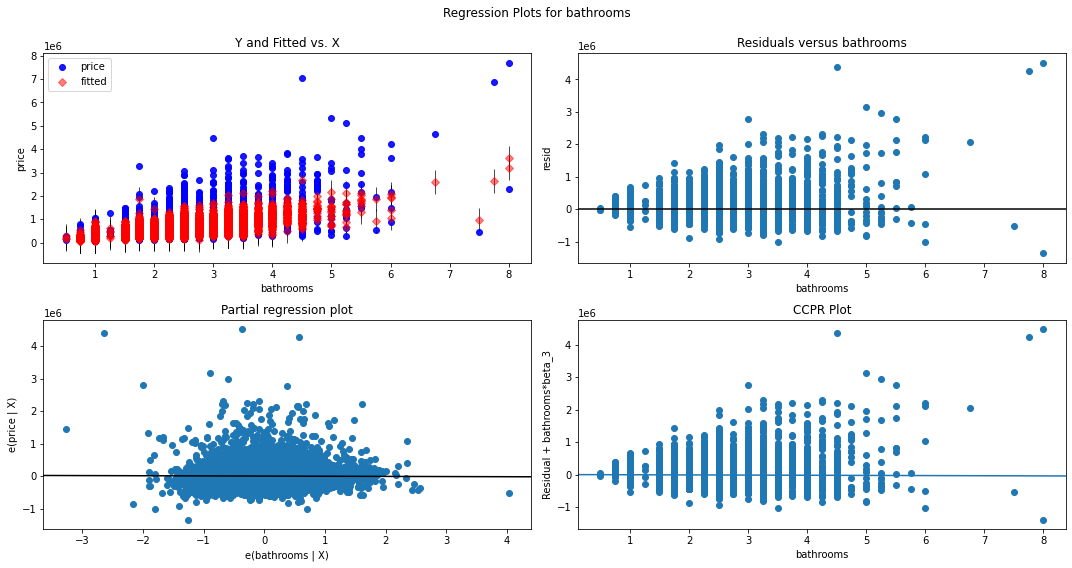 Regression Plots for bathrooms
Y and Fitted vs. X
1e6
8
7
6
5
4
3
2
1
0
price
price
fitted
1 2 3 4 5 6 7 8
bathrooms
Residuals versus bathrooms
1e6
4
3
2
1
0
−1
resid
1 2 3 4 5 6 7 8
bathrooms
Partial regression plot
1e6
4
3
2
1
0
−1
e(price | X)
−3 −2 −1 0 1 2 3 4
e(bathrooms | X)
CCPR Plot
1e6
4
3
2
1
0
−1
Residual + bathrooms*beta_3
1 2 3 4 5 6 7 8
bathrooms